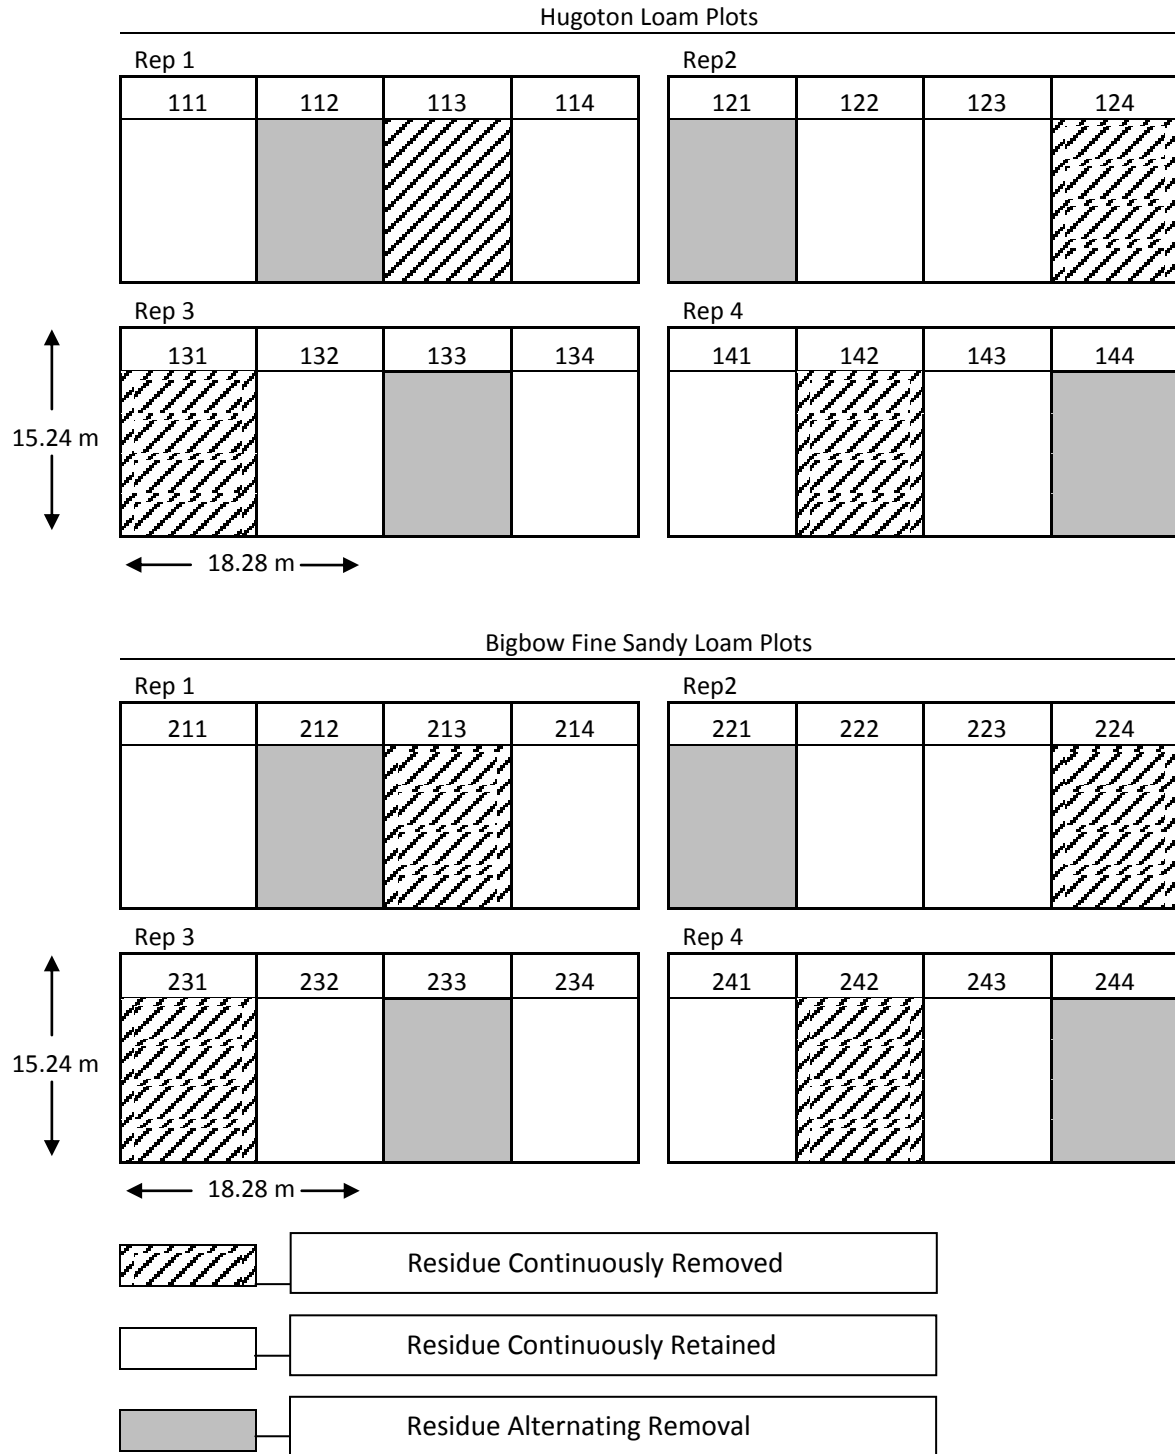 Hugoton Loam Plots
Rep 1 Rep2
111 112 113 114 121 122 123 124
Rep 3 Rep 4
131 132 133 134 141 142 143 144
15.24 m
18.28 m
Bigbow Fine Sandy Loam Plots
Rep 1 Rep2
211 212 213 214 221 222 223 224
Rep 3 Rep 4
231 232 233 234 241 242 243 244
15.24 m
18.28 m
Residue Continuously Removed
Residue Continuously Retained
Residue Alternating Removal